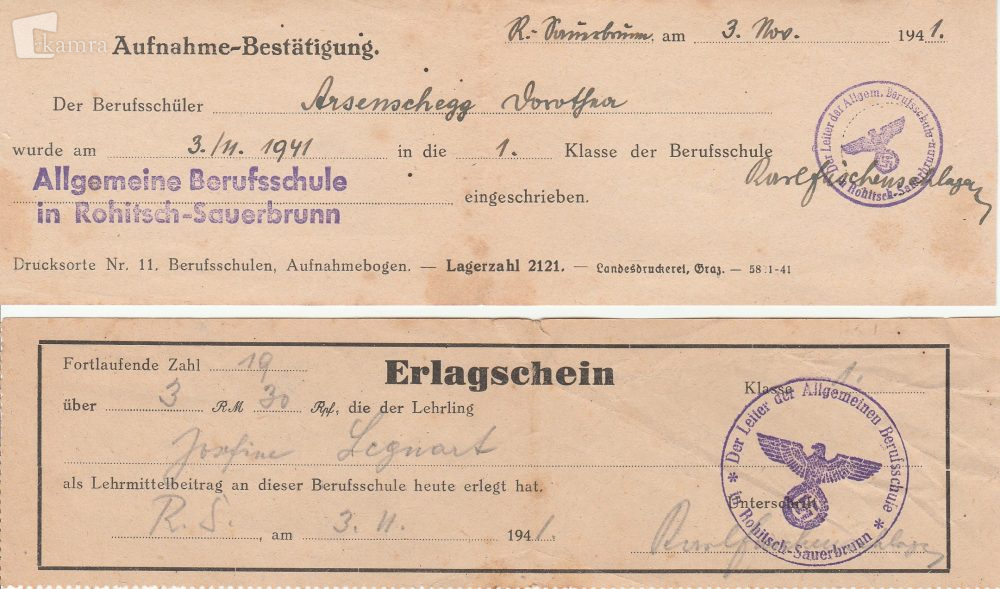 kamra
Aufnahme-Bestätigung.
R.-Sauerbrunn, am 3. Nov. 1941.
Der Berufsschüler Arsenschegg Dorothea
wurde am 3./11. 1941 in die 1. Klasse der Berufsschule
Allgemeine Berufsschule
in Rohitsch-Sauerbrunn
eingeschrieben.
Der Leiter der Allgem. Berufsschule
in Rohitsch-Sauerbrunn
Drucksorte Nr. 11. Berufsschulen, Aufnahmebogen. — Lagerzahl 2121. — Landesdruckerei, Graz. — 58.1-41
Fortlaufende Zahl 19
Erlagschein
Klasse 1.
über 3 RM 30 Rpf, die der Lehrling
Josefine Legnart
als Lehrmittelbeitrag an dieser Berufsschule heute erlegt hat.
Unterschrift
R. S., am 3. 11. 1941.
* Der Leiter der Allgemeinen Berufsschule *
in Rohitsch-Sauerbrunn